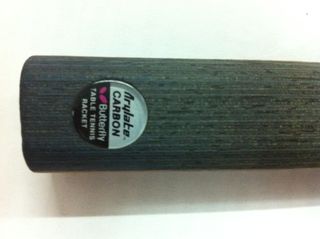 Arylate
CARBON
Butterfly
TABLE TENNIS
RACKET